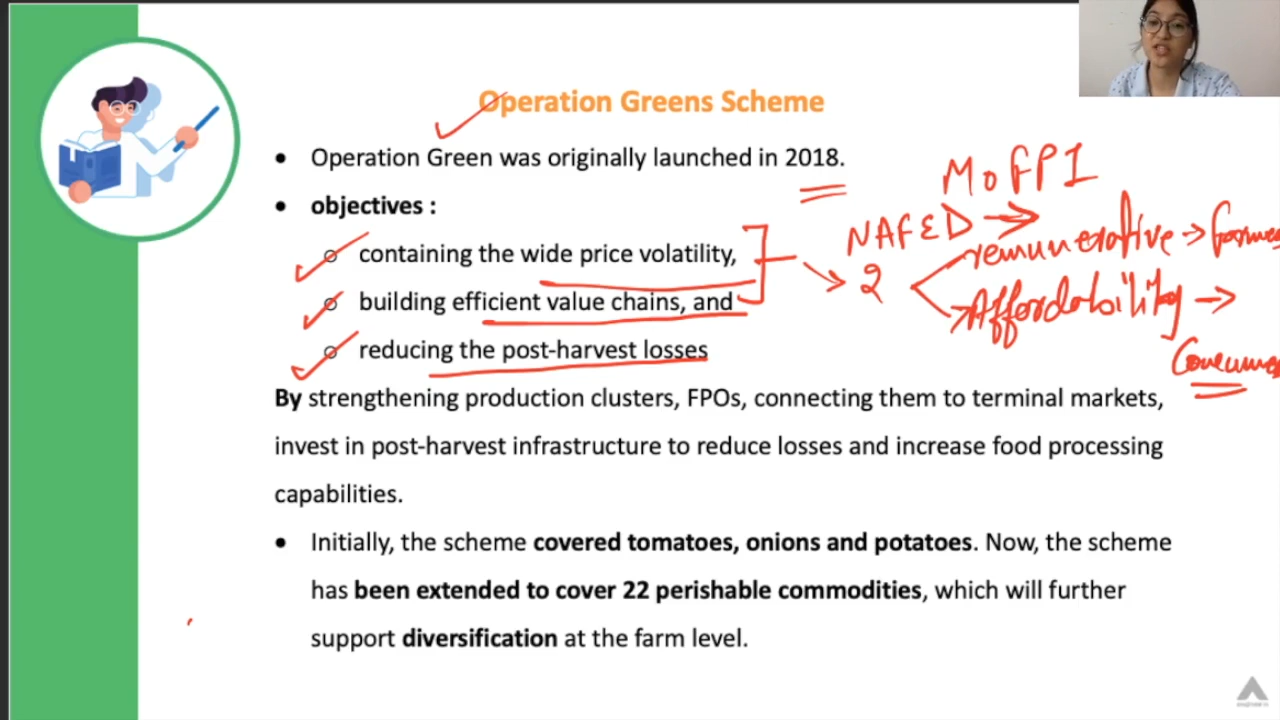 Operation Greens Scheme
• Operation Green was originally launched in 2018.
MoFPI
• objectives :
NAFED →
○ containing the wide price volatility,
remunerative →
2
○ building efficient value chains, and
Affordability →
○ reducing the post-harvest losses
By strengthening production clusters, FPOs, connecting them to terminal markets,
invest in post-harvest infrastructure to reduce losses and increase food processing
capabilities.
• Initially, the scheme covered tomatoes, onions and potatoes. Now, the scheme
has been extended to cover 22 perishable commodities, which will further
support diversification at the farm level.